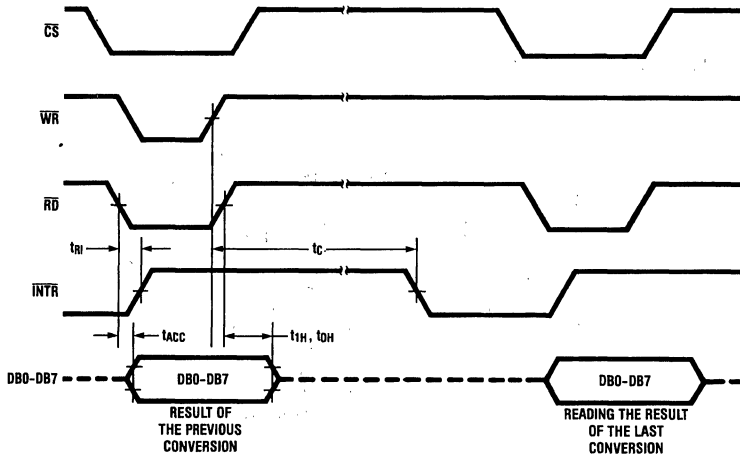 CS
WR
RD
tRI
tC
INTR
tACC
t1H, t0H
DB0-DB7
DB0-DB7
DB0-DB7
RESULT OF
THE PREVIOUS
CONVERSION
READING THE RESULT
OF THE LAST
CONVERSION